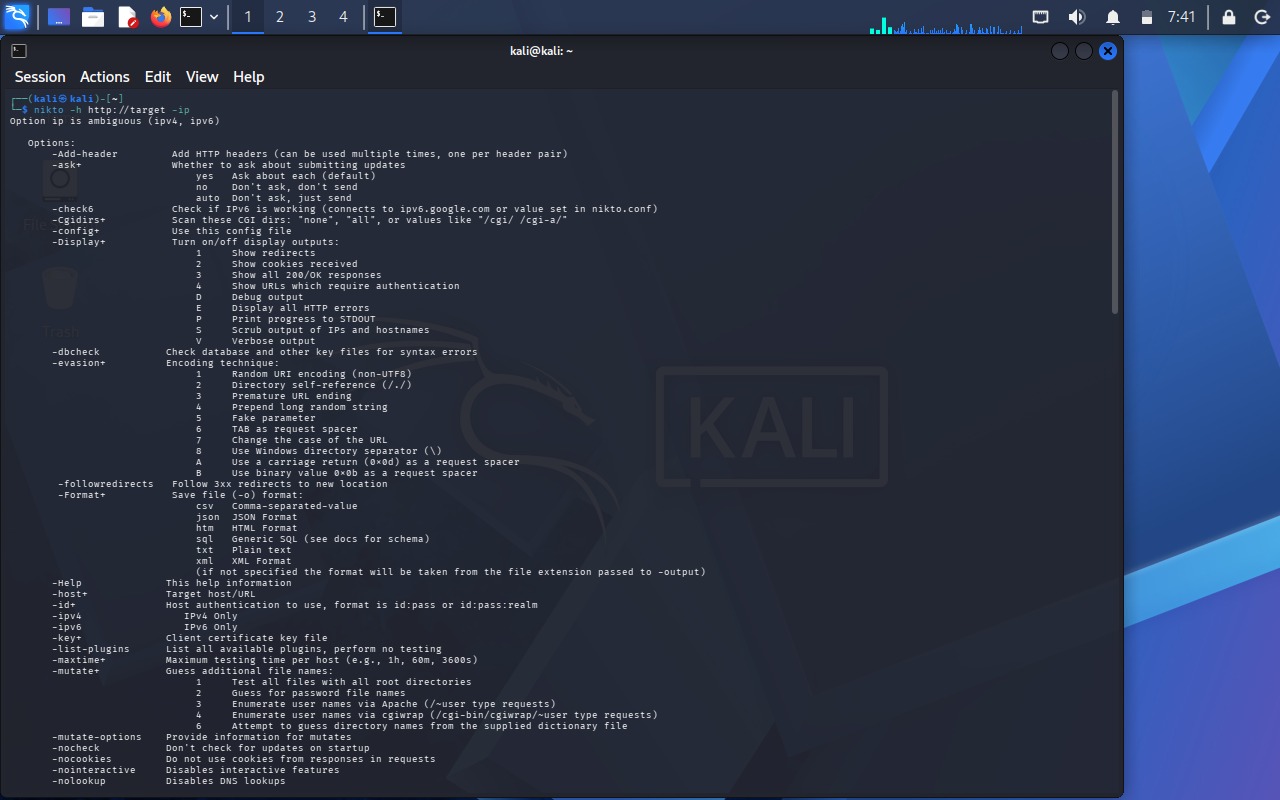 1 2 3 4 7:41
kali@kali: ~
Session Actions Edit View Help
┌──(kali㉿kali)-[~]
└─$ nikto -h http://target -ip
Option ip is ambiguous (ipv4, ipv6)
Options:
-Add-header Add HTTP headers (can be used multiple times, one per header pair)
-ask+ Whether to ask about submitting updates
yes Ask about each (default)
no Don't ask, don't send
auto Don't ask, just send
-check6 Check if IPv6 is working (connects to ipv6.google.com or value set in nikto.conf)
-Cgidirs+ Scan these CGI dirs: "none", "all", or values like "/cgi/ /cgi-a/"
-config+ Use this config file
-Display+ Turn on/off display outputs:
1 Show redirects
2 Show cookies received
3 Show all 200/OK responses
4 Show URLs which require authentication
D Debug output
E Display all HTTP errors
P Print progress to STDOUT
S Scrub output of IPs and hostnames
V Verbose output
-dbcheck Check database and other key files for syntax errors
-evasion+ Encoding technique:
1 Random URI encoding (non-UTF8)
2 Directory self-reference (/./)
3 Premature URL ending
4 Prepend long random string
5 Fake parameter
6 TAB as request spacer
7 Change the case of the URL
8 Use Windows directory separator (\)
A Use a carriage return (0x0d) as a request spacer
B Use binary value 0x0b as a request spacer
-followredirects Follow 3xx redirects to new location
-Format+ Save file (-o) format:
csv Comma-separated-value
json JSON Format
htm HTML Format
sql Generic SQL (see docs for schema)
txt Plain text
xml XML Format
(if not specified the format will be taken from the file extension passed to -output)
-Help This help information
-host+ Target host/URL
-id+ Host authentication to use, format is id:pass or id:pass:realm
-ipv4 IPv4 Only
-ipv6 IPv6 Only
-key+ Client certificate key file
-list-plugins List all available plugins, perform no testing
-maxtime+ Maximum testing time per host (e.g., 1h, 60m, 3600s)
-mutate+ Guess additional file names:
1 Test all files with all root directories
2 Guess for password file names
3 Enumerate user names via Apache (/~user type requests)
4 Enumerate user names via cgiwrap (/cgi-bin/cgiwrap/~user type requests)
6 Attempt to guess directory names from the supplied dictionary file
-mutate-options Provide information for mutates
-nocheck Don't check for updates on startup
-nocookies Do not use cookies from responses in requests
-nointeractive Disables interactive features
-nolookup Disables DNS lookups
KALI
Trash